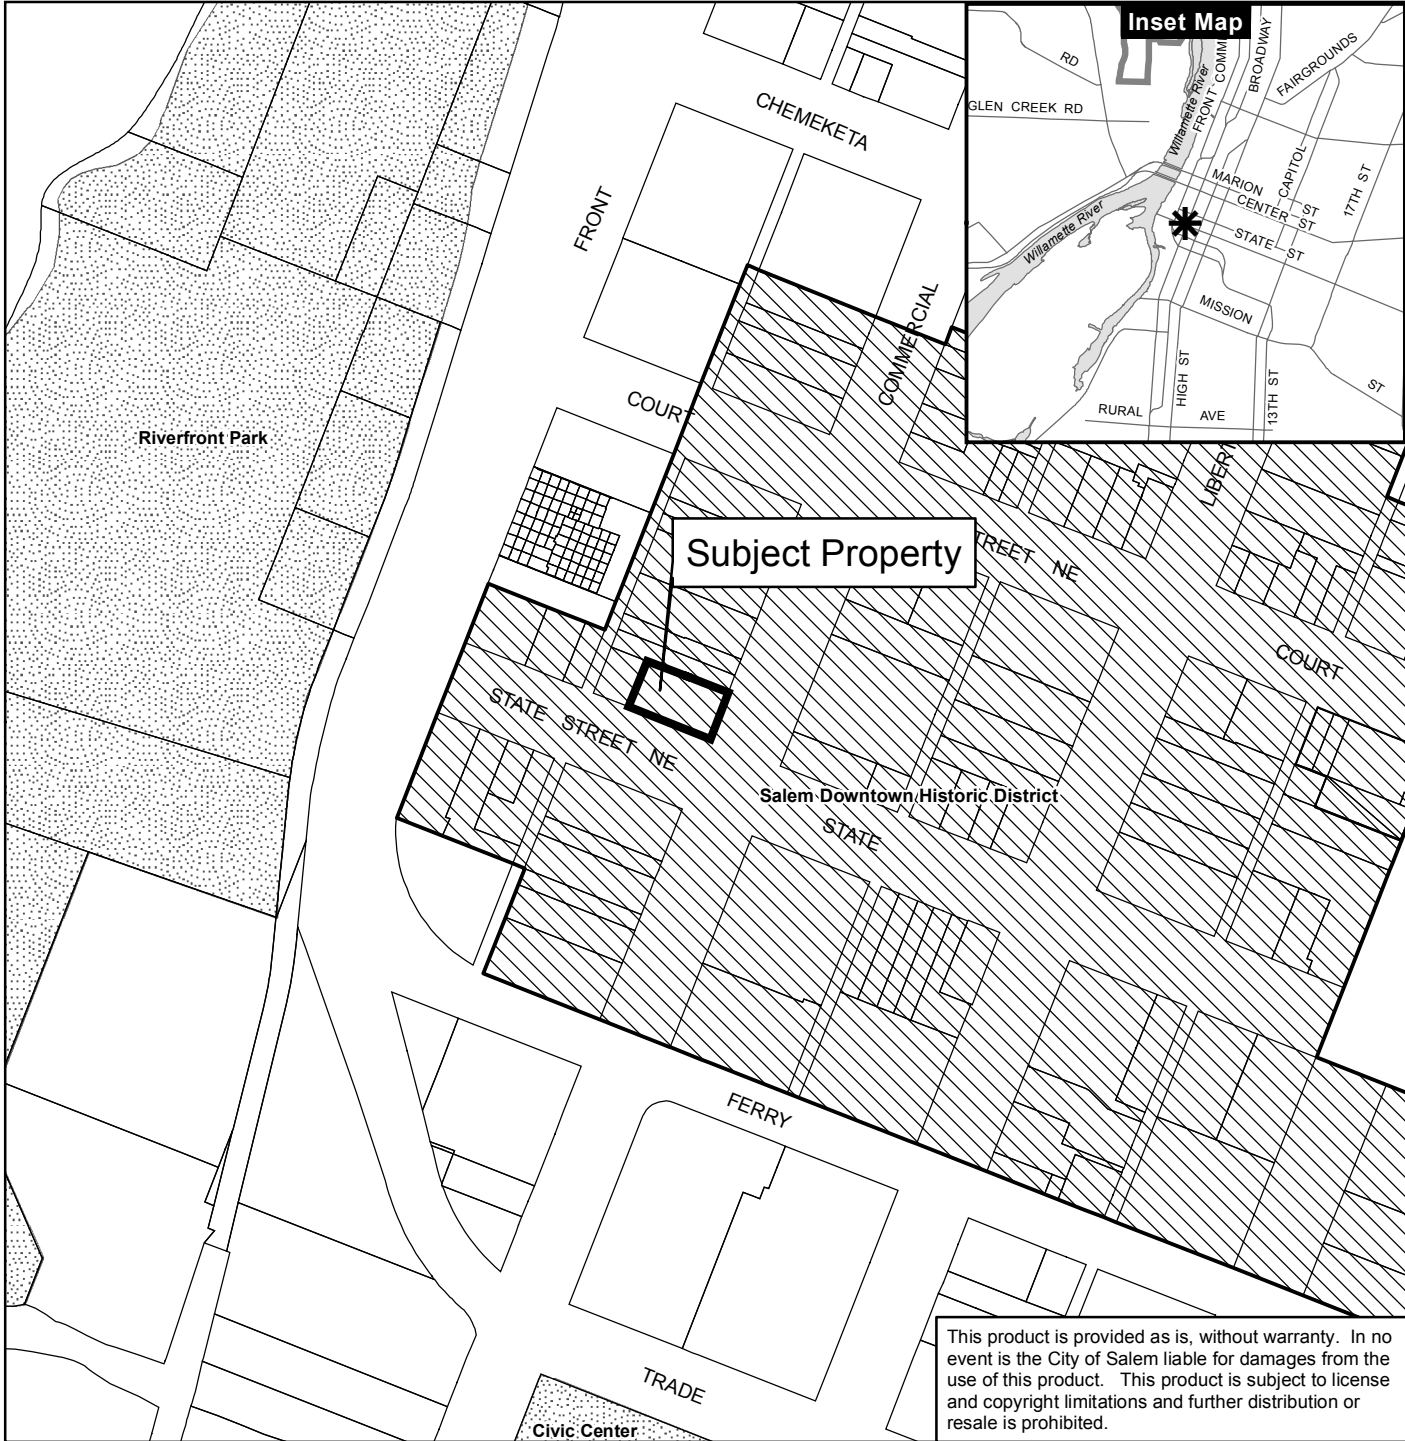 Inset Map
RD
GLEN CREEK RD
Willamette River
FRONT
BROADWAY
FAIRGROUNDS
MARION ST
CENTER ST
STATE ST
CAPITOL
17TH ST
Willamette River
MISSION ST
HIGH ST
13TH ST
RURAL AVE
CHEMEKETA
FRONT
COMMERCIAL
COURT
Riverfront Park
Subject Property
STREET NE
COURT
STATE STREET NE
Salem Downtown Historic District
STATE
FERRY
TRADE
Civic Center
This product is provided as is, without warranty. In no
event is the City of Salem liable for damages from the
use of this product. This product is subject to license
and copyright limitations and further distribution or
resale is prohibited.